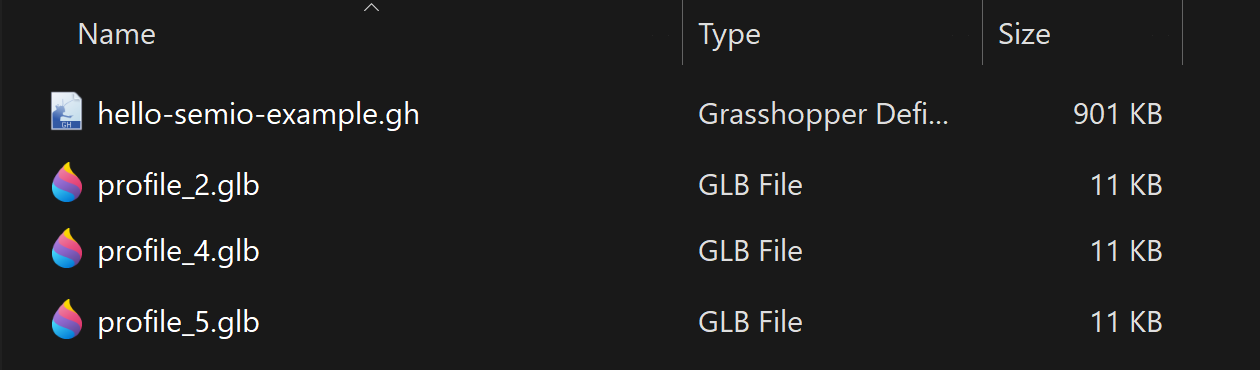 Name Type Size
hello-semio-example.gh Grasshopper Defi... 901 KB
profile_2.glb GLB File 11 KB
profile_4.glb GLB File 11 KB
profile_5.glb GLB File 11 KB